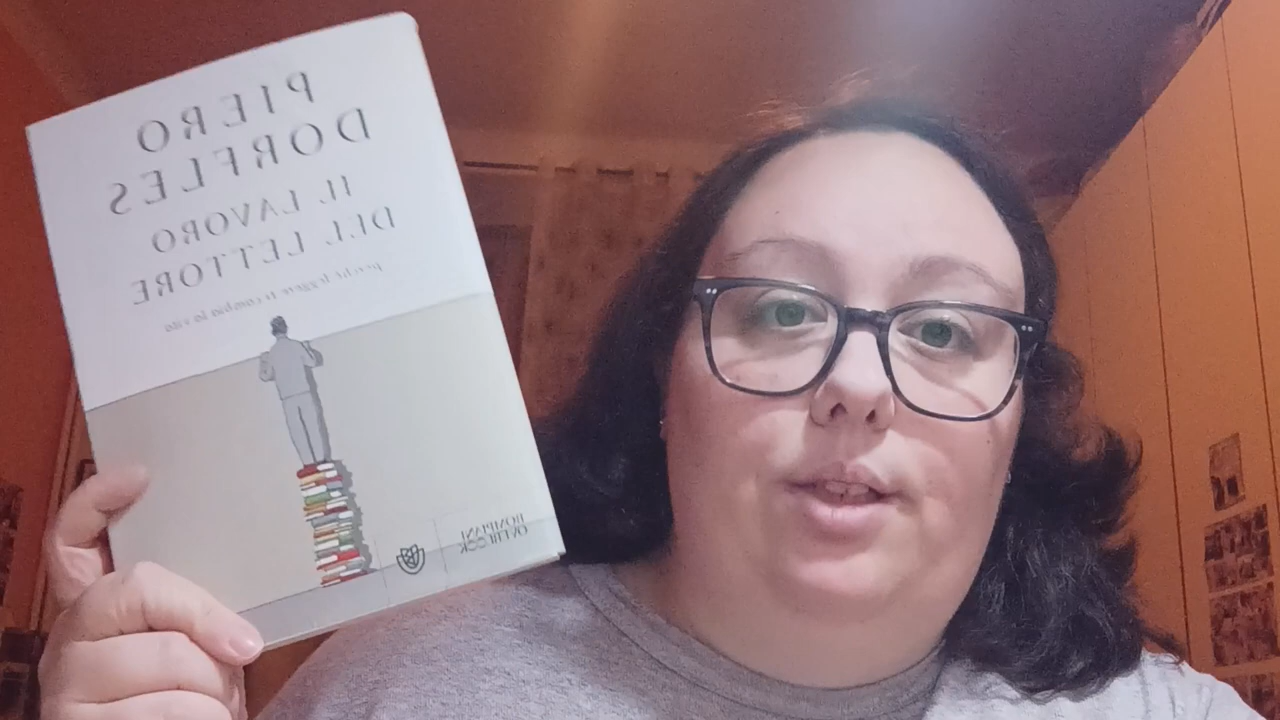 PIERO
DORFLES
IL LAVORO
DEL LETTORE
perché leggere ti cambia la vita
BOMPIANI
OVERLOOK